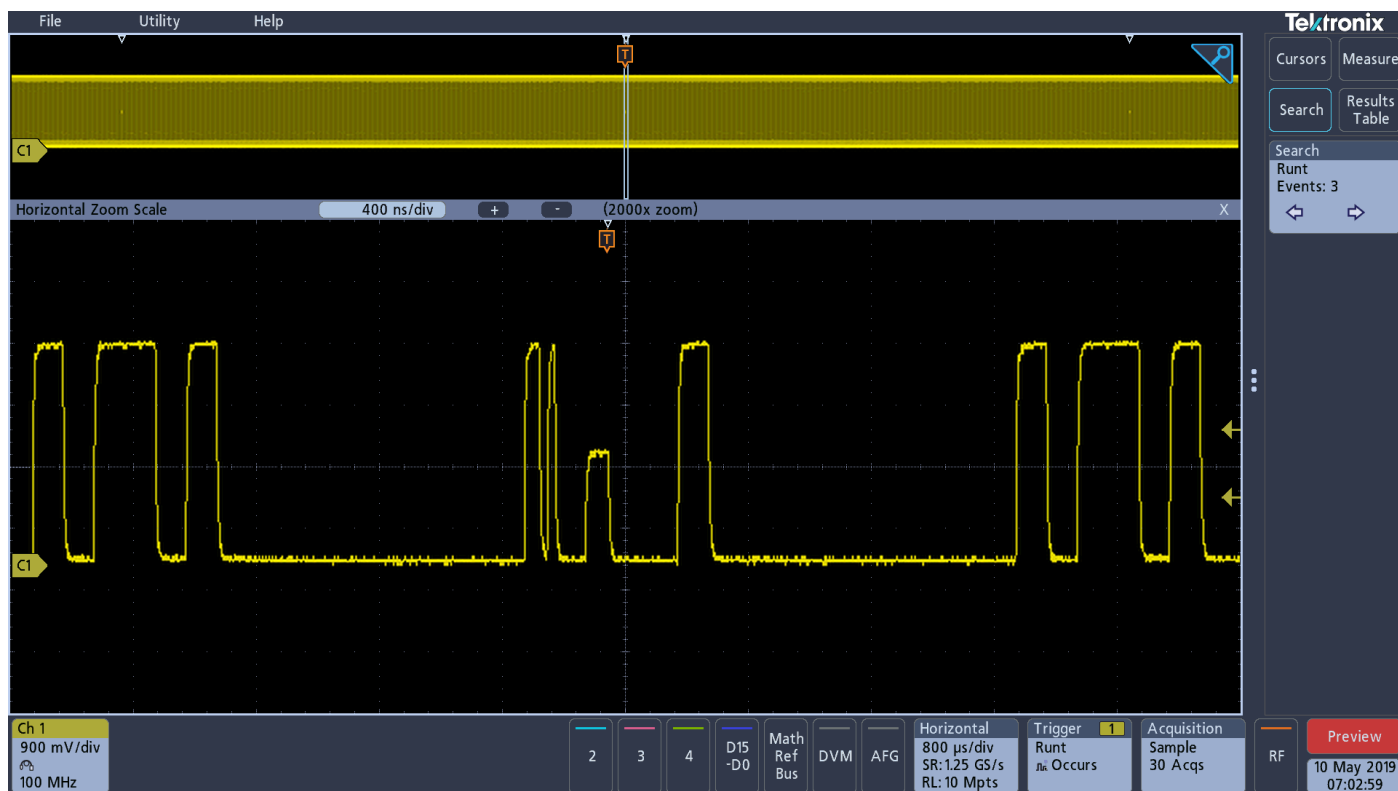 File Utility Help
Tektronix
Cursors Measure
Search Results Table
Search
Runt
Events: 3
T
C1
Horizontal Zoom Scale 400 ns/div + - (2000x zoom) X
T
C1
Ch 1
900 mV/div
100 MHz
2
3
4
D15
-D0
Math
Ref
Bus
DVM
AFG
Horizontal
800 µs/div
SR: 1.25 GS/s
RL: 10 Mpts
Trigger 1
Runt
Occurs
Acquisition
Sample
30 Acqs
RF
Preview
10 May 2019
07:02:59